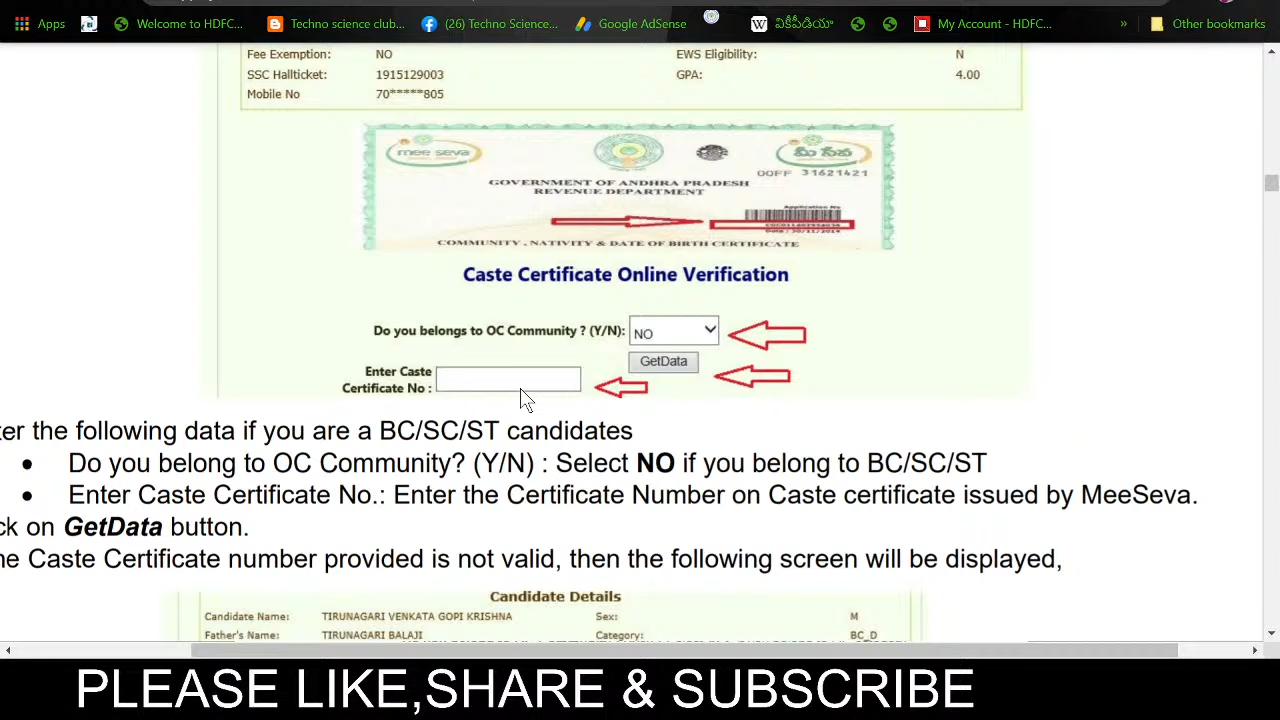 Apps Welcome to HDFC... Techno science club... (26) Techno Science... Google AdSense వికీపీడియా My Account - HDFC... » Other bookmarks
Fee Exemption: NO EWS Eligibility: N
SSC Hallticket: 1915129003 GPA: 4.00
Mobile No 70*****805
mee seva మీ సేవ
OOFF 31621421
GOVERNMENT OF ANDHRA PRADESH
REVENUE DEPARTMENT
Application No
COMMUNITY , NATIVITY & DATE OF BIRTH CERTIFICATE
Caste Certificate Online Verification
Do you belongs to OC Community ? (Y/N): NO
GetData
Enter Caste
Certificate No :
ter the following data if you are a BC/SC/ST candidates
• Do you belong to OC Community? (Y/N) : Select NO if you belong to BC/SC/ST
• Enter Caste Certificate No.: Enter the Certificate Number on Caste certificate issued by MeeSeva.
ck on GetData button.
he Caste Certificate number provided is not valid, then the following screen will be displayed,
Candidate Details
Candidate Name: TIRUNAGARI VENKATA GOPI KRISHNA Sex: M
Father's Name: TIRUNAGARI BALAJI Category: BC_D
PLEASE LIKE,SHARE & SUBSCRIBE